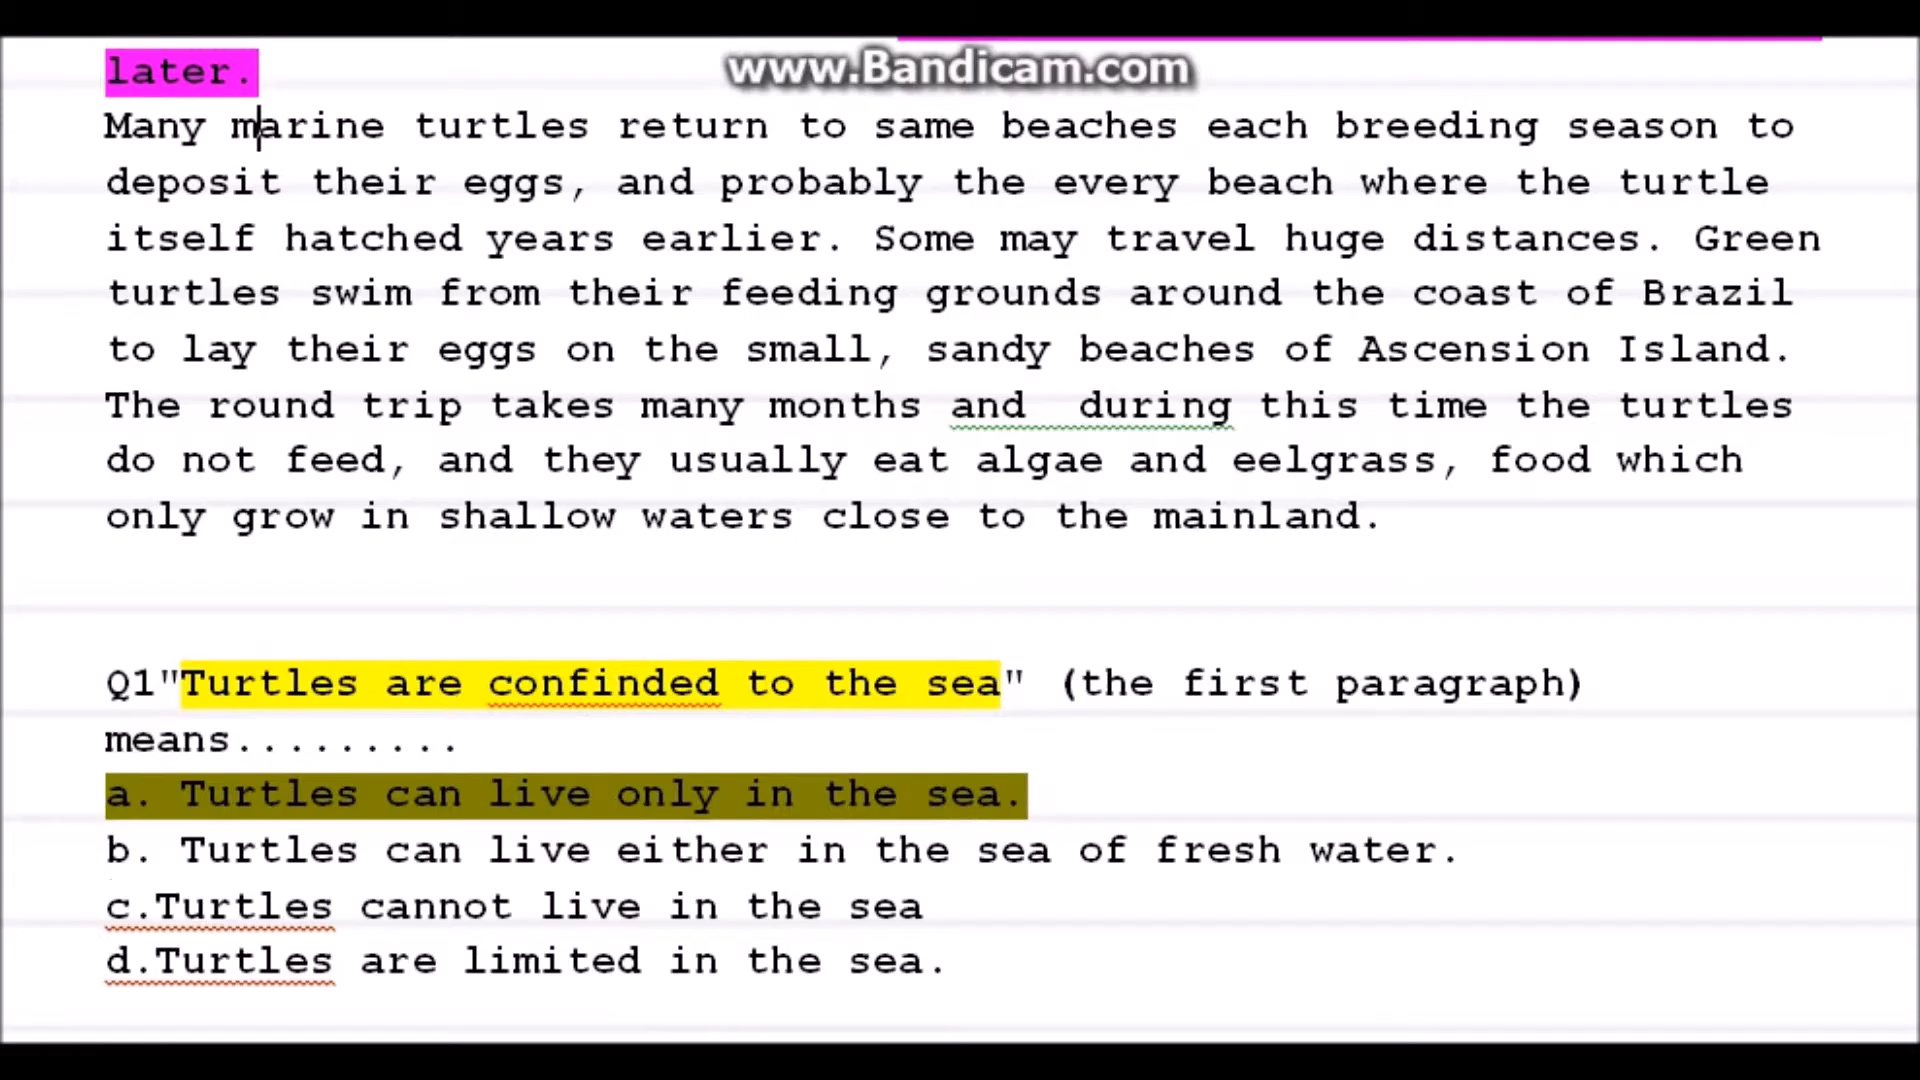 www.Bandicam.com
later.
Many marine turtles return to same beaches each breeding season to
deposit their eggs, and probably the every beach where the turtle
itself hatched years earlier. Some may travel huge distances. Green
turtles swim from their feeding grounds around the coast of Brazil
to lay their eggs on the small, sandy beaches of Ascension Island.
The round trip takes many months and  during this time the turtles
do not feed, and they usually eat algae and eelgrass, food which
only grow in shallow waters close to the mainland.
Q1"Turtles are confinded to the sea" (the first paragraph)
means.........
a. Turtles can live only in the sea.
b. Turtles can live either in the sea of fresh water.
c.Turtles cannot live in the sea
d.Turtles are limited in the sea.